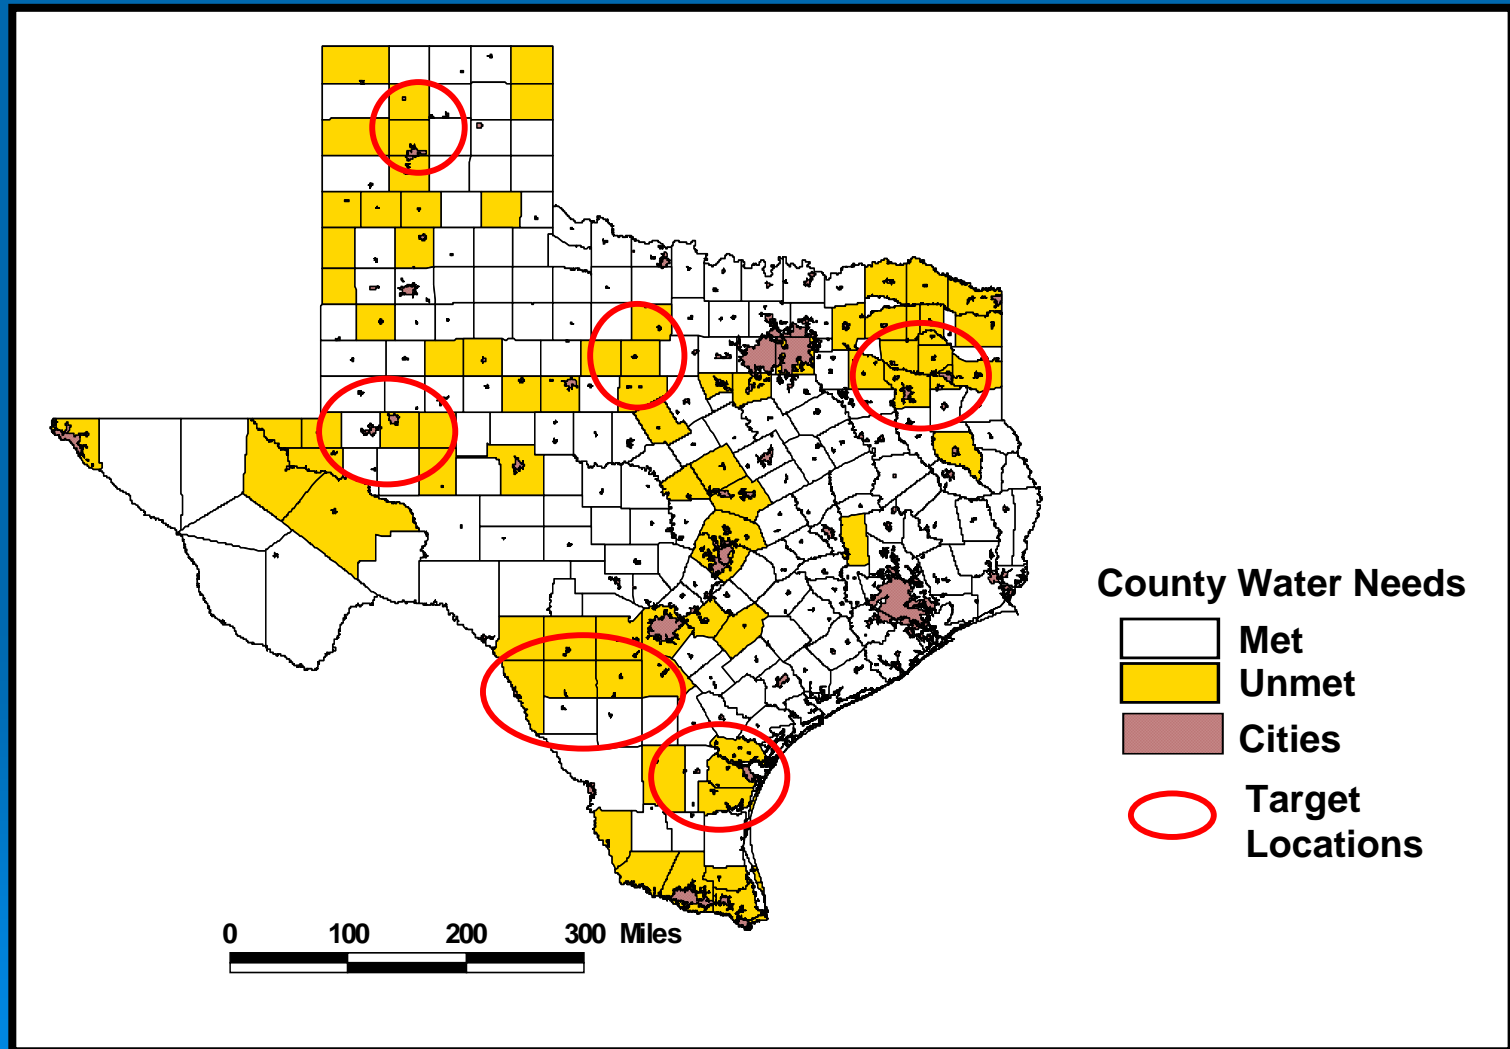 County Water Needs
Met
Unmet
Cities
Target
Locations
0 100 200 300 Miles